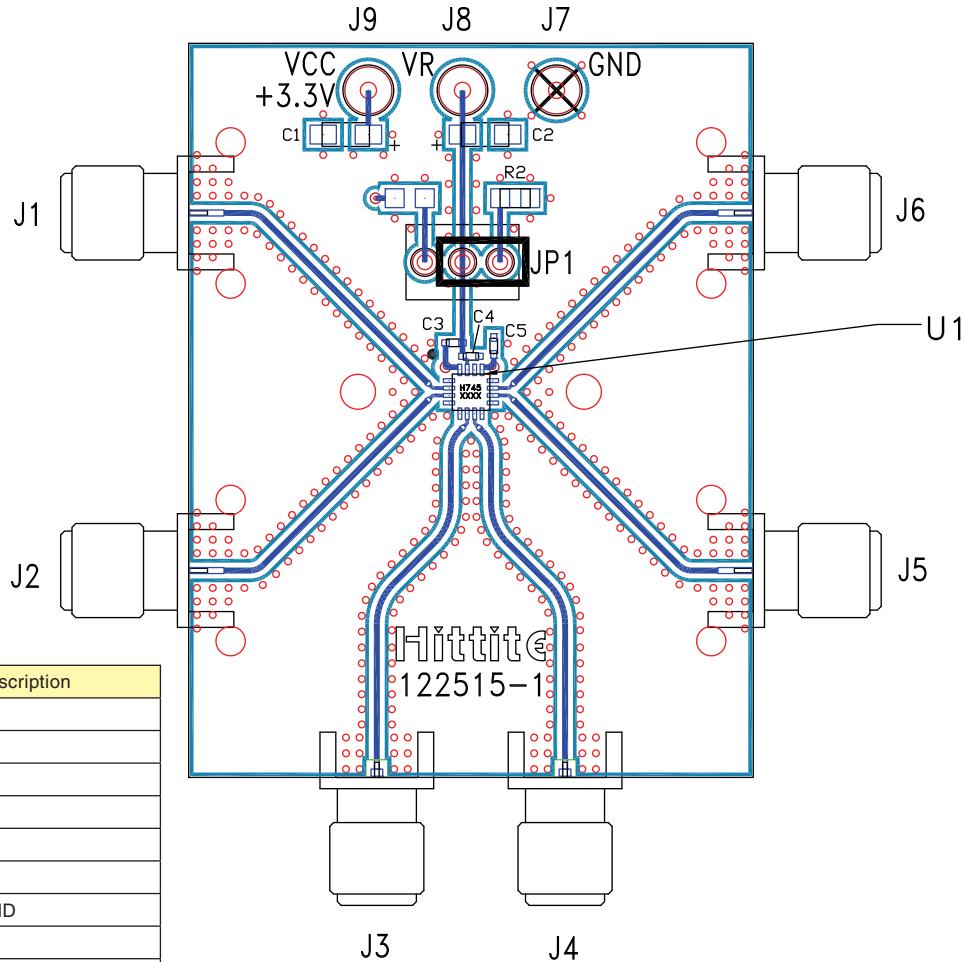 J9 J8 J7
VCC VR GND
+3.3V
C1 + + C2
R2
J1 J6
JP1
C3 C4 C5
U1
H745
XXXX
J2 J5
Hittite
122515-1
scription
ID
J3 J4